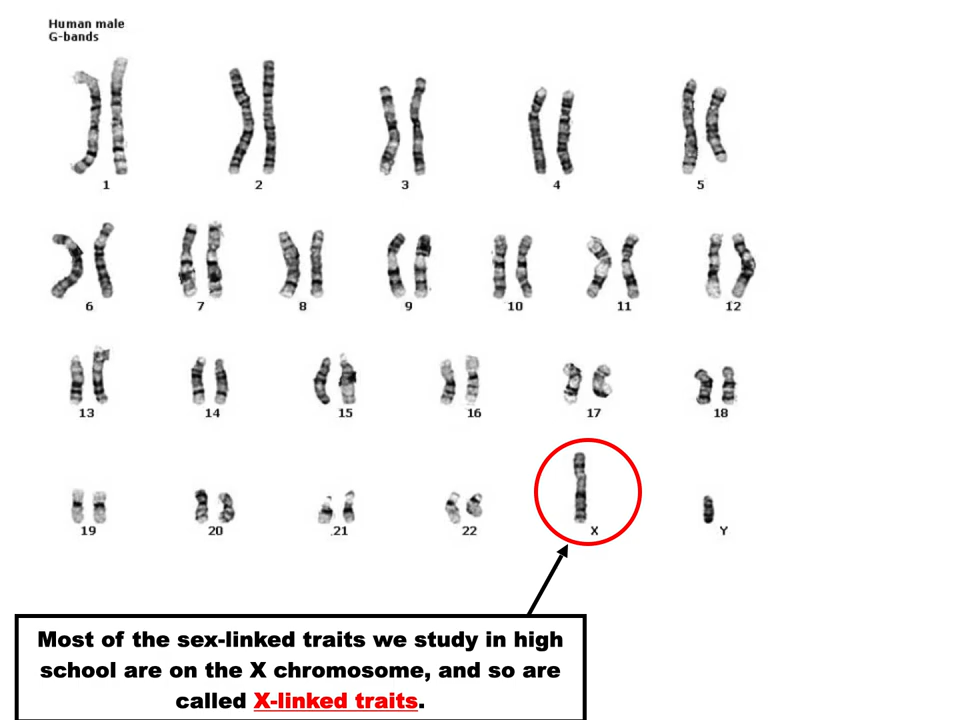 Human male
G-bands
1 2 3 4 5
6 7 8 9 10 11 12
13 14 15 16 17 18
19 20 .21 22 X Y
Most of the sex-linked traits we study in high
school are on the X chromosome, and so are
called X-linked traits.